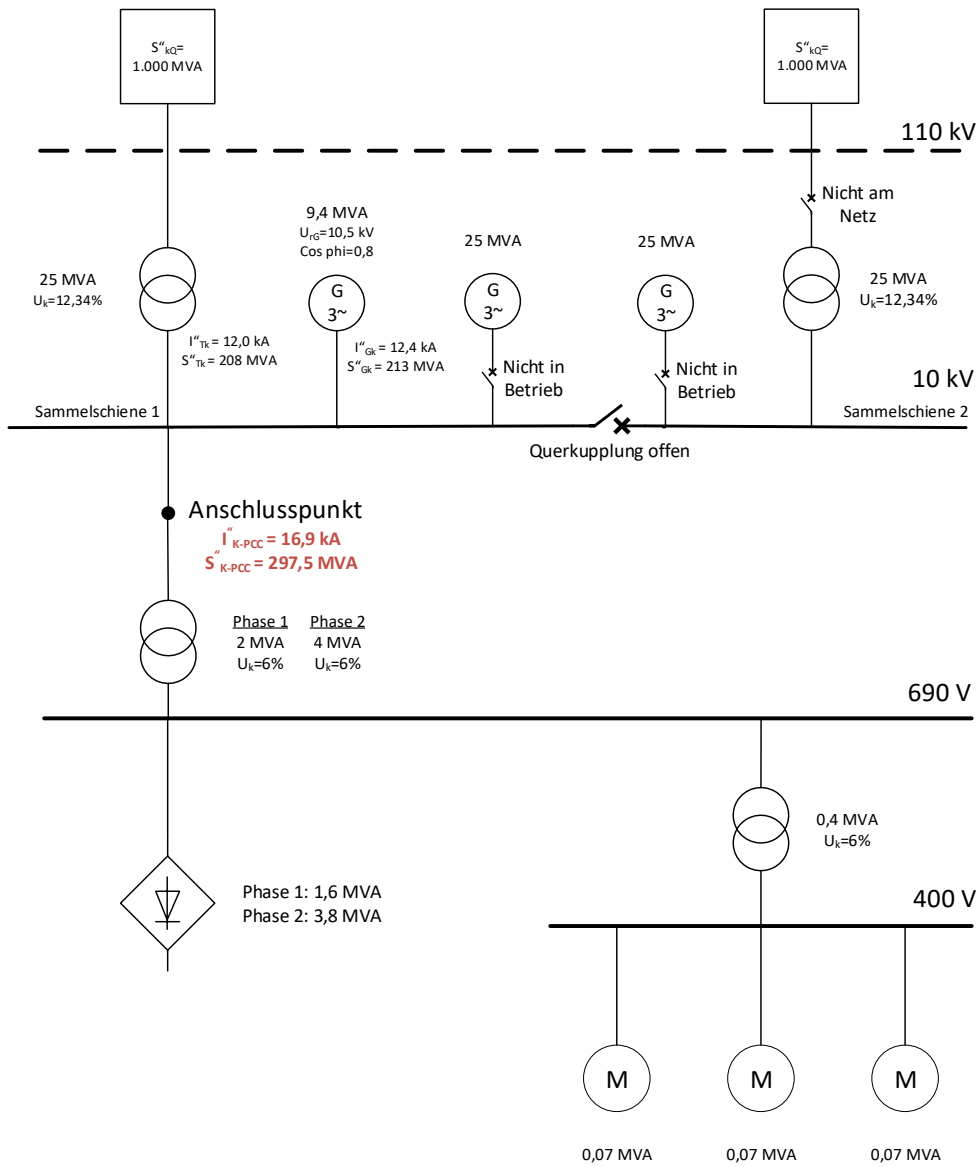 S“kQ=
1.000 MVA
S“kQ=
1.000 MVA
110 kV
Nicht am
Netz
9,4 MVA
UrG=10,5 kV
Cos phi=0,8
25 MVA
25 MVA
25 MVA
Uk=12,34%
G
3~
G
3~
G
3~
25 MVA
Uk=12,34%
I“Tk = 12,0 kA
S“Tk = 208 MVA
I“Gk = 12,4 kA
S“Gk = 213 MVA
Nicht in
Betrieb
Nicht in
Betrieb
10 kV
Sammelschiene 1
Sammelschiene 2
Querkupplung offen
Anschlusspunkt
I“K-PCC = 16,9 kA
S“K-PCC = 297,5 MVA
Phase 1 Phase 2
2 MVA 4 MVA
Uk=6% Uk=6%
690 V
0,4 MVA
Uk=6%
Phase 1: 1,6 MVA
Phase 2: 3,8 MVA
400 V
M M M
0,07 MVA 0,07 MVA 0,07 MVA